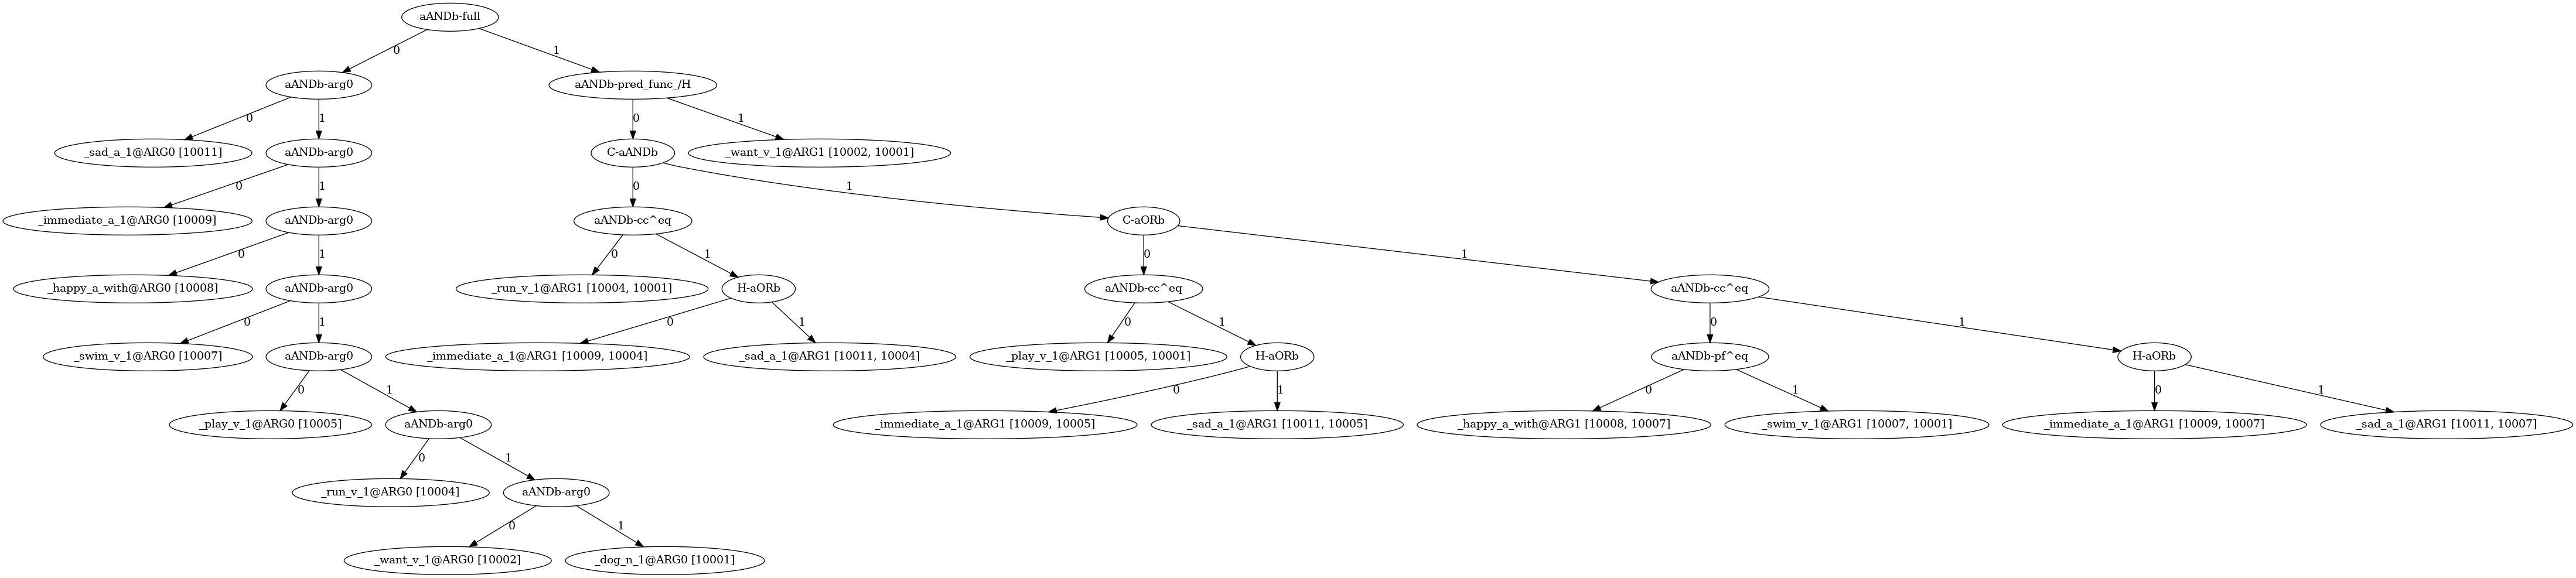 aANDb-full
0 1
aANDb-arg0 aANDb-pred_func_/H
0 1 0 1
_sad_a_1@ARG0 [10011] aANDb-arg0 C-aANDb _want_v_1@ARG1 [10002, 10001]
0 1 0 1
_immediate_a_1@ARG0 [10009] aANDb-arg0 aANDb-cc^eq C-aORb
0 1 0 1 0 1
_happy_a_with@ARG0 [10008] aANDb-arg0 _run_v_1@ARG1 [10004, 10001] H-aORb aANDb-cc^eq aANDb-cc^eq
0 1 0 1 0 1 0 1
_swim_v_1@ARG0 [10007] aANDb-arg0 _immediate_a_1@ARG1 [10009, 10004] _sad_a_1@ARG1 [10011, 10004] _play_v_1@ARG1 [10005, 10001] H-aORb aANDb-pf^eq H-aORb
0 1 0 1 0 1 0 1
_play_v_1@ARG0 [10005] aANDb-arg0 _immediate_a_1@ARG1 [10009, 10005] _sad_a_1@ARG1 [10011, 10005] _happy_a_with@ARG1 [10008, 10007] _swim_v_1@ARG1 [10007, 10001] _immediate_a_1@ARG1 [10009, 10007] _sad_a_1@ARG1 [10011, 10007]
0 1
_run_v_1@ARG0 [10004] aANDb-arg0
0 1
_want_v_1@ARG0 [10002] _dog_n_1@ARG0 [10001]